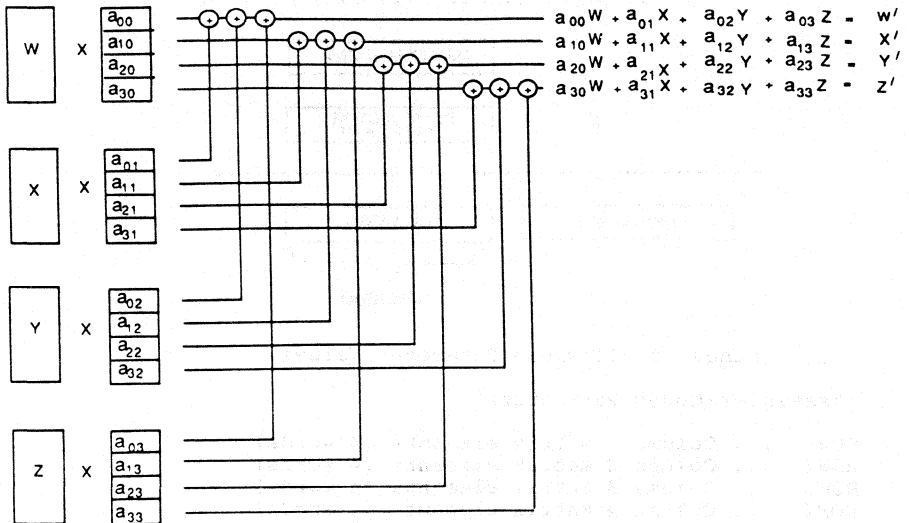 a00 a00W + a01X + a02Y + a03Z = W′
W X a10 a10W + a11X + a12Y + a13Z = X′
a20 a20W + a21X + a22Y + a23Z = Y′
a30 a30W + a31X + a32Y + a33Z = Z′
a01
X X a11
a21
a31
a02
Y X a12
a22
a32
a03
Z X a13
a23
a33